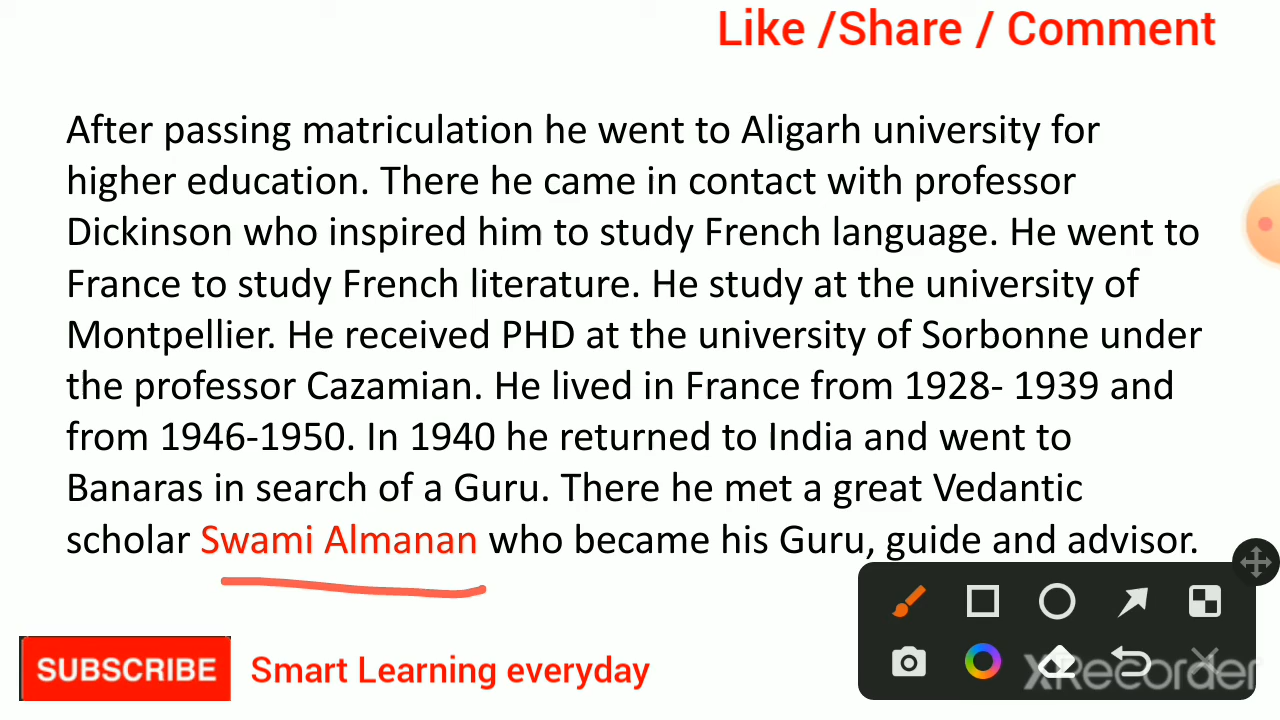 Like /Share / Comment
After passing matriculation he went to Aligarh university for
higher education. There he came in contact with professor
Dickinson who inspired him to study French language. He went to
France to study French literature. He study at the university of
Montpellier. He received PHD at the university of Sorbonne under
the professor Cazamian. He lived in France from 1928- 1939 and
from 1946-1950. In 1940 he returned to India and went to
Banaras in search of a Guru. There he met a great Vedantic
scholar Swami Almanan who became his Guru, guide and advisor.
SUBSCRIBE Smart Learning everyday
XRecorder